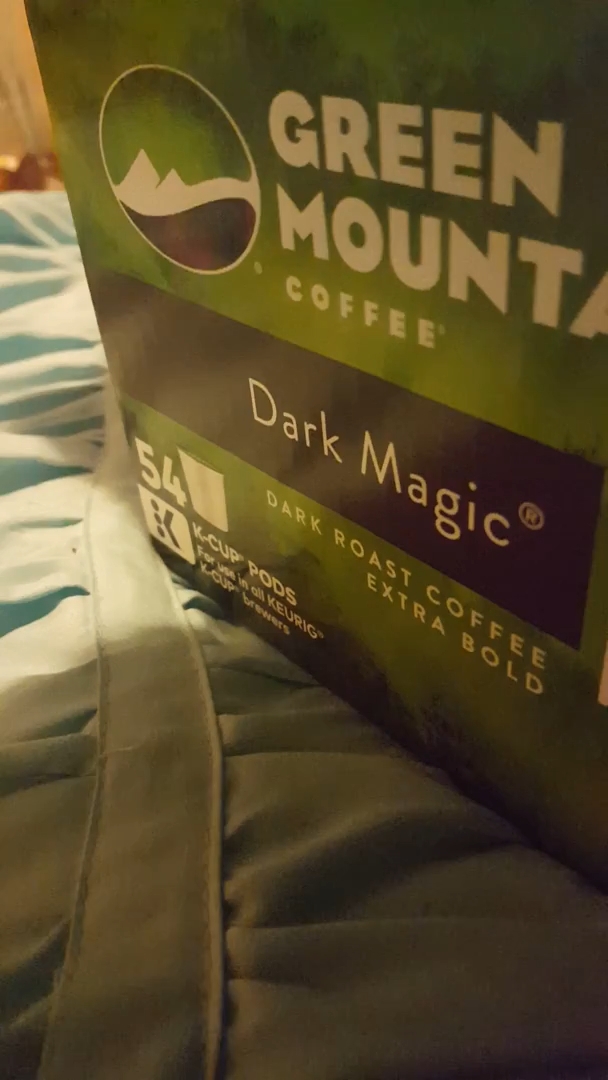 GREEN
MOUNTA
COFFEE
Dark Magic®
DARK ROAST COFFEE
EXTRA BOLD
54
K
K-CUP® PODS
For use in all KEURIG®
K-CUP® brewers